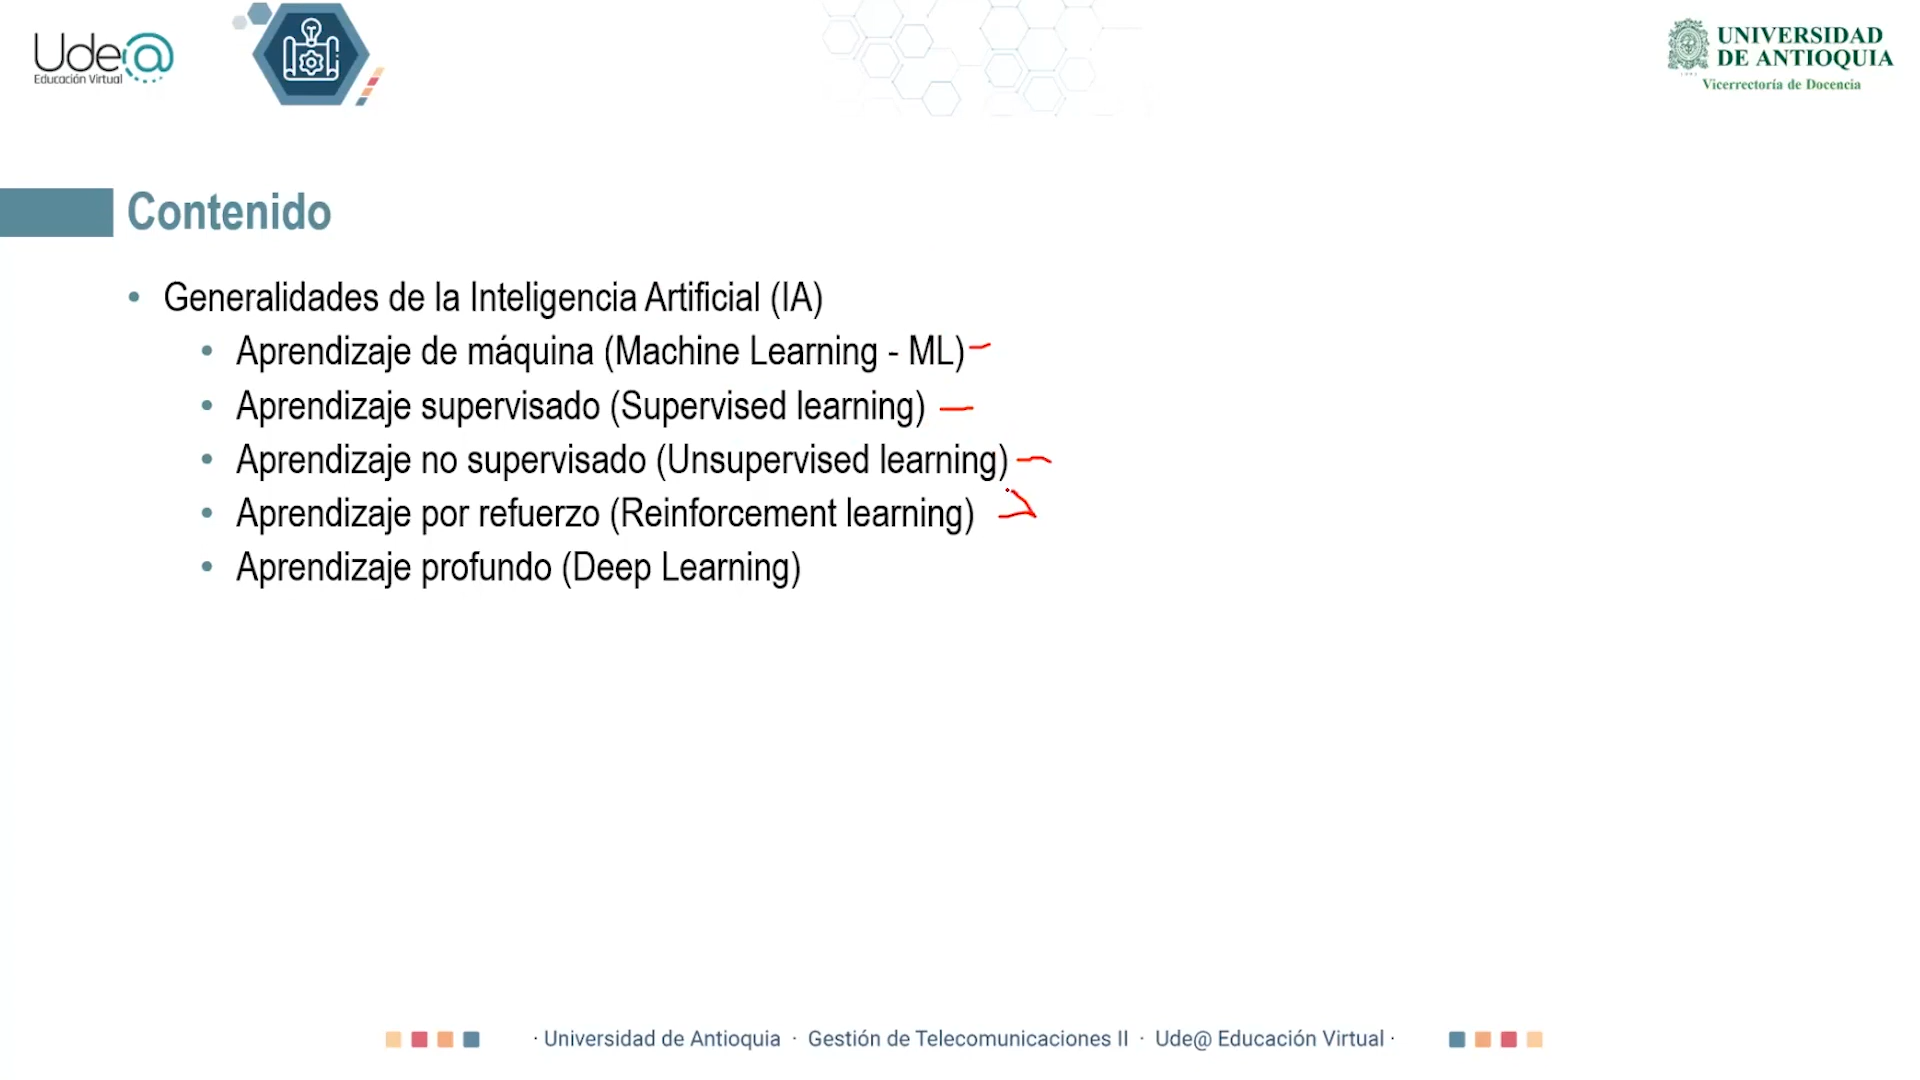 Ude@
Educación Virtual
UNIVERSIDAD
DE ANTIOQUIA
Vicerrectoría de Docencia
Contenido
• Generalidades de la Inteligencia Artificial (IA)
• Aprendizaje de máquina (Machine Learning - ML)
• Aprendizaje supervisado (Supervised learning)
• Aprendizaje no supervisado (Unsupervised learning)
• Aprendizaje por refuerzo (Reinforcement learning)
• Aprendizaje profundo (Deep Learning)
· Universidad de Antioquia · Gestión de Telecomunicaciones II · Ude@ Educación Virtual ·